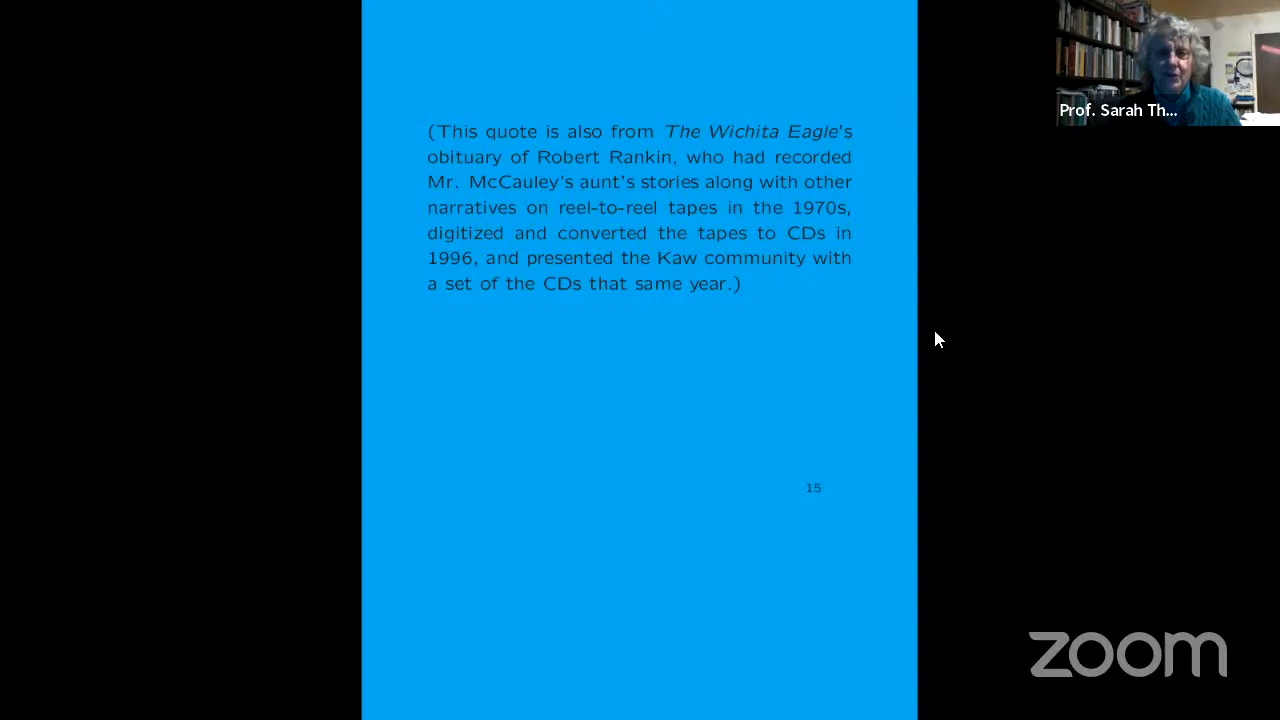 (This quote is also from The Wichita Eagle's
obituary of Robert Rankin, who had recorded
Mr. McCauley's aunt's stories along with other
narratives on reel-to-reel tapes in the 1970s,
digitized and converted the tapes to CDs in
1996, and presented the Kaw community with
a set of the CDs that same year.)
15
Prof. Sarah Th...
zoom